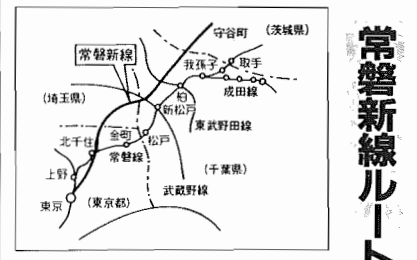 常磐新線ルート
守谷町
(茨城県)
常磐新線
我孫子
取手
成田線
柏
新松戸
(埼玉県)
東武野田線
北千住
金町
松戸
常磐線
(千葉県)
上野
武蔵野線
東京
(東京都)